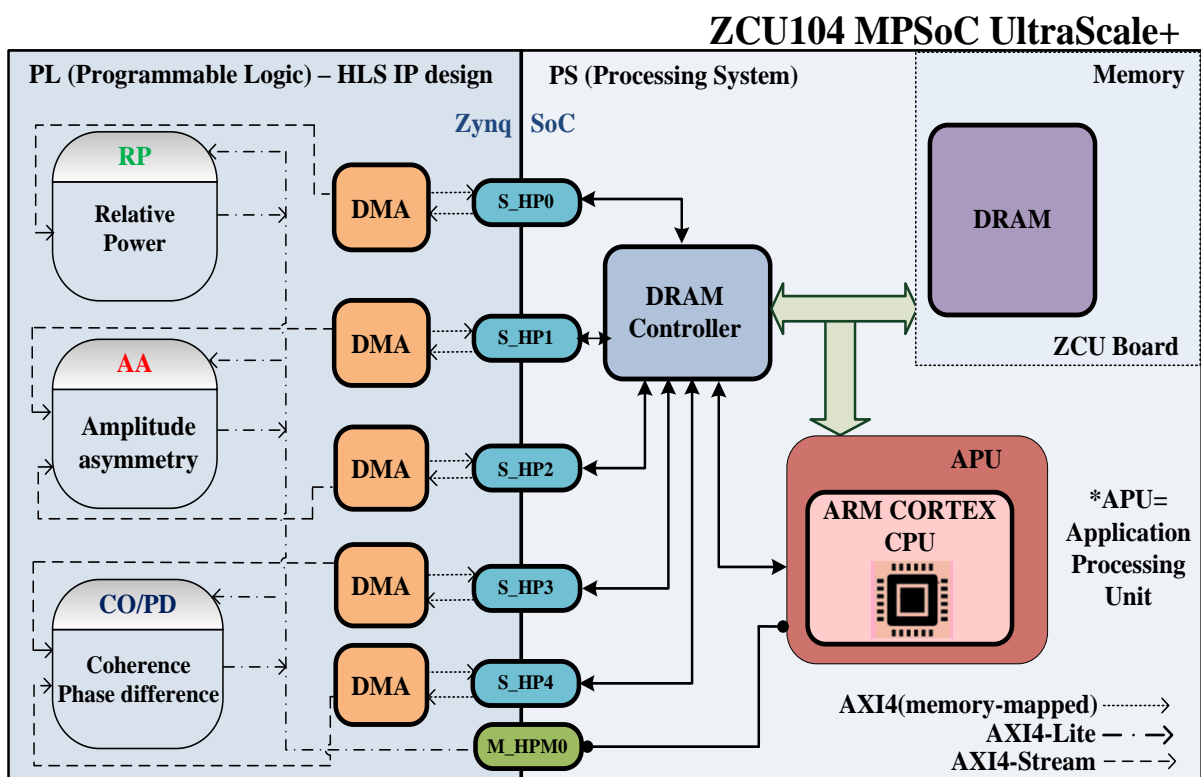 ZCU104 MPSoC UltraScale+
PL (Programmable Logic) – HLS IP design
PS (Processing System)
Memory
Zynq
SoC
RP
Relative
Power
DMA
S_HP0
DRAM
DRAM
Controller
DMA
S_HP1
ZCU Board
AA
Amplitude
asymmetry
DMA
S_HP2
APU
ARM CORTEX
CPU
*APU=
Application
Processing
Unit
DMA
S_HP3
CO/PD
Coherence
Phase difference
DMA
S_HP4
M_HPM0
AXI4(memory-mapped)
AXI4-Lite
AXI4-Stream